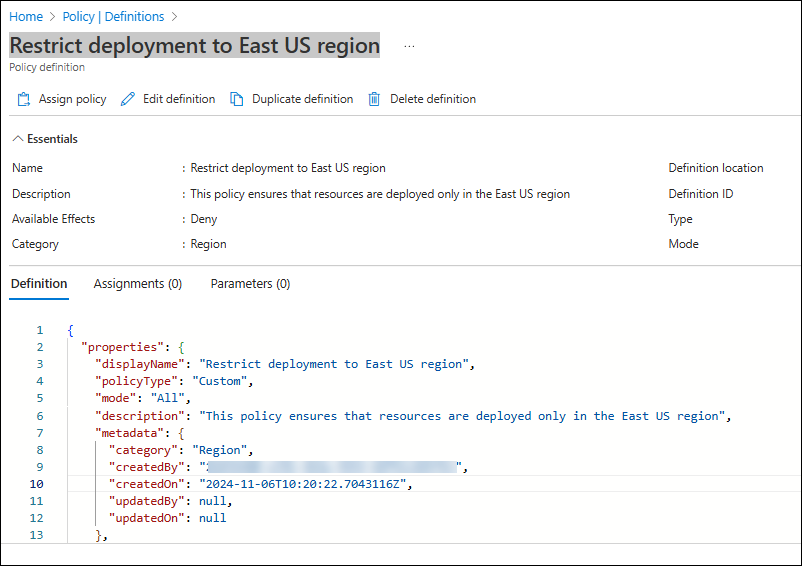 Home > Policy | Definitions >
Restrict deployment to East US region ...
Policy definition
Assign policy Edit definition Duplicate definition Delete definition
Essentials
Name : Restrict deployment to East US region Definition location
Description : This policy ensures that resources are deployed only in the East US region Definition ID
Available Effects : Deny Type
Category : Region Mode
Definition Assignments (0) Parameters (0)
1 {
2 "properties": {
3 "displayName": "Restrict deployment to East US region",
4 "policyType": "Custom",
5 "mode": "All",
6 "description": "This policy ensures that resources are deployed only in the East US region",
7 "metadata": {
8 "category": "Region",
9 "createdBy": "",
10 "createdOn": "2024-11-06T10:20:22.7043116Z",
11 "updatedBy": null,
12 "updatedOn": null
13 },